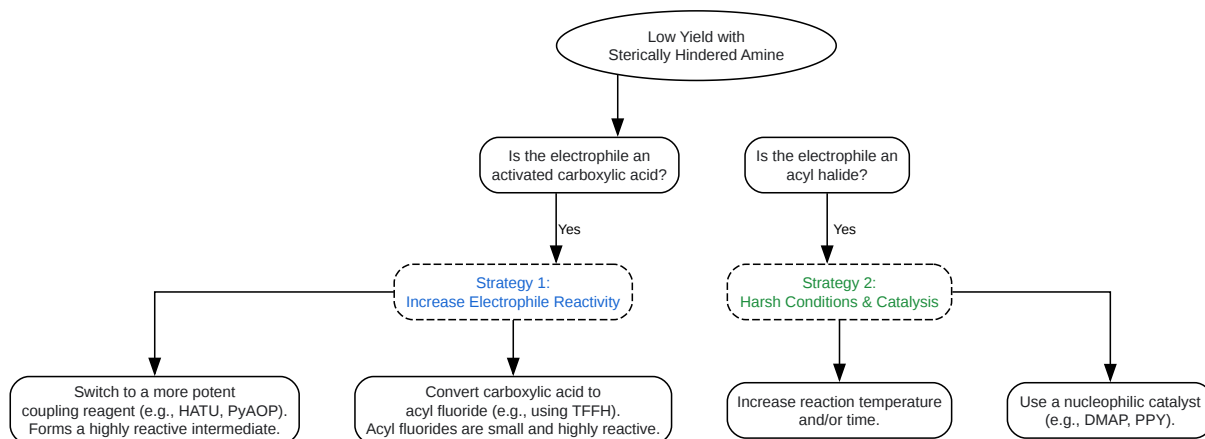 Low Yield with
Sterically Hindered Amine
Is the electrophile an
activated carboxylic acid?
Is the electrophile an
acyl halide?
Yes
Yes
Strategy 1:
Increase Electrophile Reactivity
Strategy 2:
Harsh Conditions & Catalysis
Switch to a more potent
coupling reagent (e.g., HATU, PyAOP).
Forms a highly reactive intermediate.
Convert carboxylic acid to
acyl fluoride (e.g., using TFFH).
Acyl fluorides are small and highly reactive.
Increase reaction temperature
and/or time.
Use a nucleophilic catalyst
(e.g., DMAP, PPY).